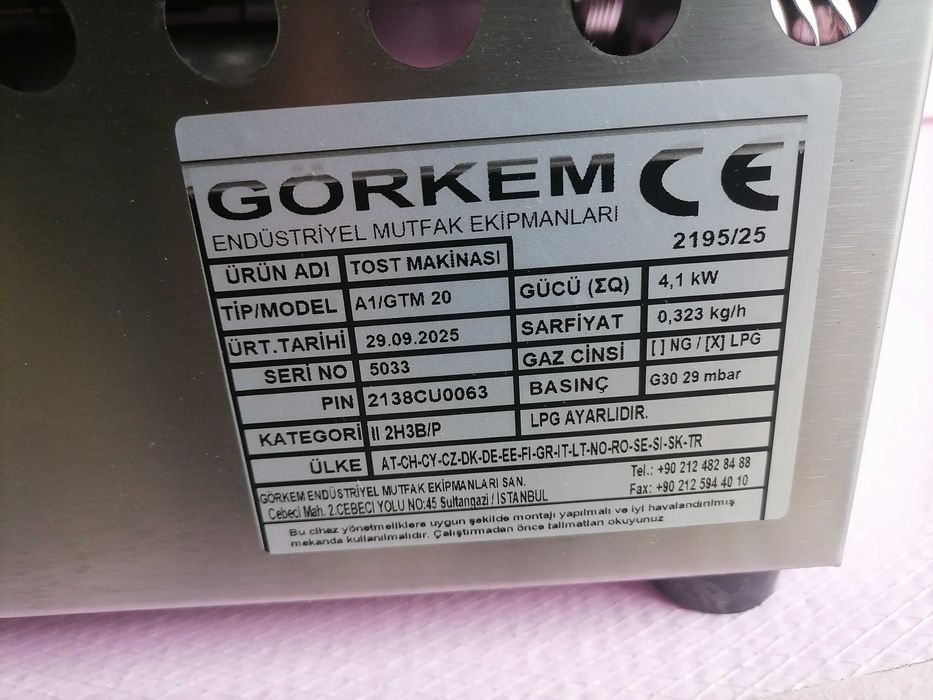 GÖRKEM CE
ENDÜSTRİYEL MUTFAK EKİPMANLARI
2195/25
ÜRÜN ADI TOST MAKİNASI
TİP/MODEL A1/GTM 20
ÜRT.TARİHİ 29.09.2025
SERİ NO 5033
PIN 2138CU0063
KATEGORİ II 2H3B/P
GÜCÜ (ΣQ) 4,1 kW
SARFİYAT 0,323 kg/h
GAZ CİNSİ [ ] NG / [X] LPG
BASINÇ G30 29 mbar
LPG AYARLIDIR.
ÜLKE AT-CH-CY-CZ-DK-DE-EE-FI-GR-IT-LT-NO-RO-SE-SI-SK-TR
GÖRKEM ENDÜSTRİYEL MUTFAK EKİPMANLARI SAN.
Cebeci Mah. 2.CEBECİ YOLU NO:45 Sultangazi / İSTANBUL
Tel.: +90 212 482 84 88
Fax: +90 212 594 40 10
Bu cihaz yönetmeliklere uygun şekilde montajı yapılmalı ve iyi havalandırılmış
mekanda kullanılmalıdır. Çalıştırmadan önce talimatları okuyunuz